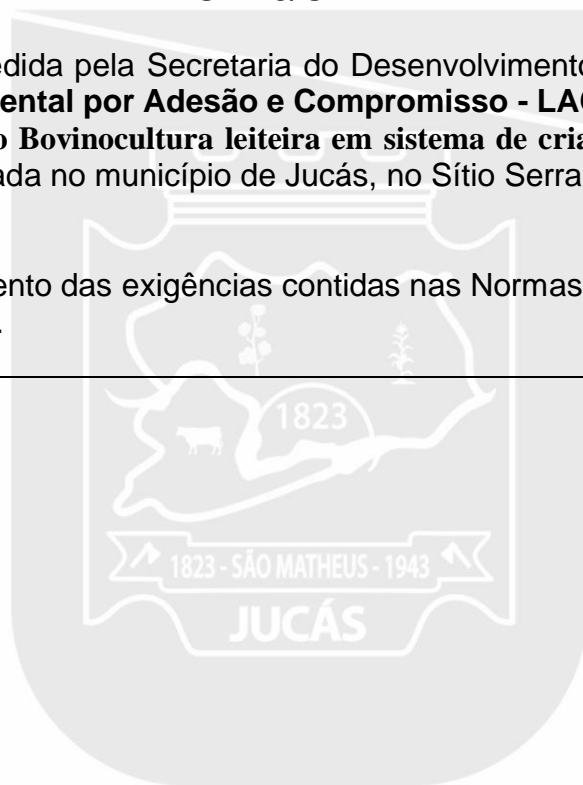 edida pela Secretaria do Desenvolvimento
ental por Adesão e Compromisso - LAC
o Bovinocultura leiteira em sistema de cria
ada no município de Jucás, no Sítio Serra
ento das exigências contidas nas Normas
1823
1823 - SÃO MATHEUS - 1943
JUCÁS